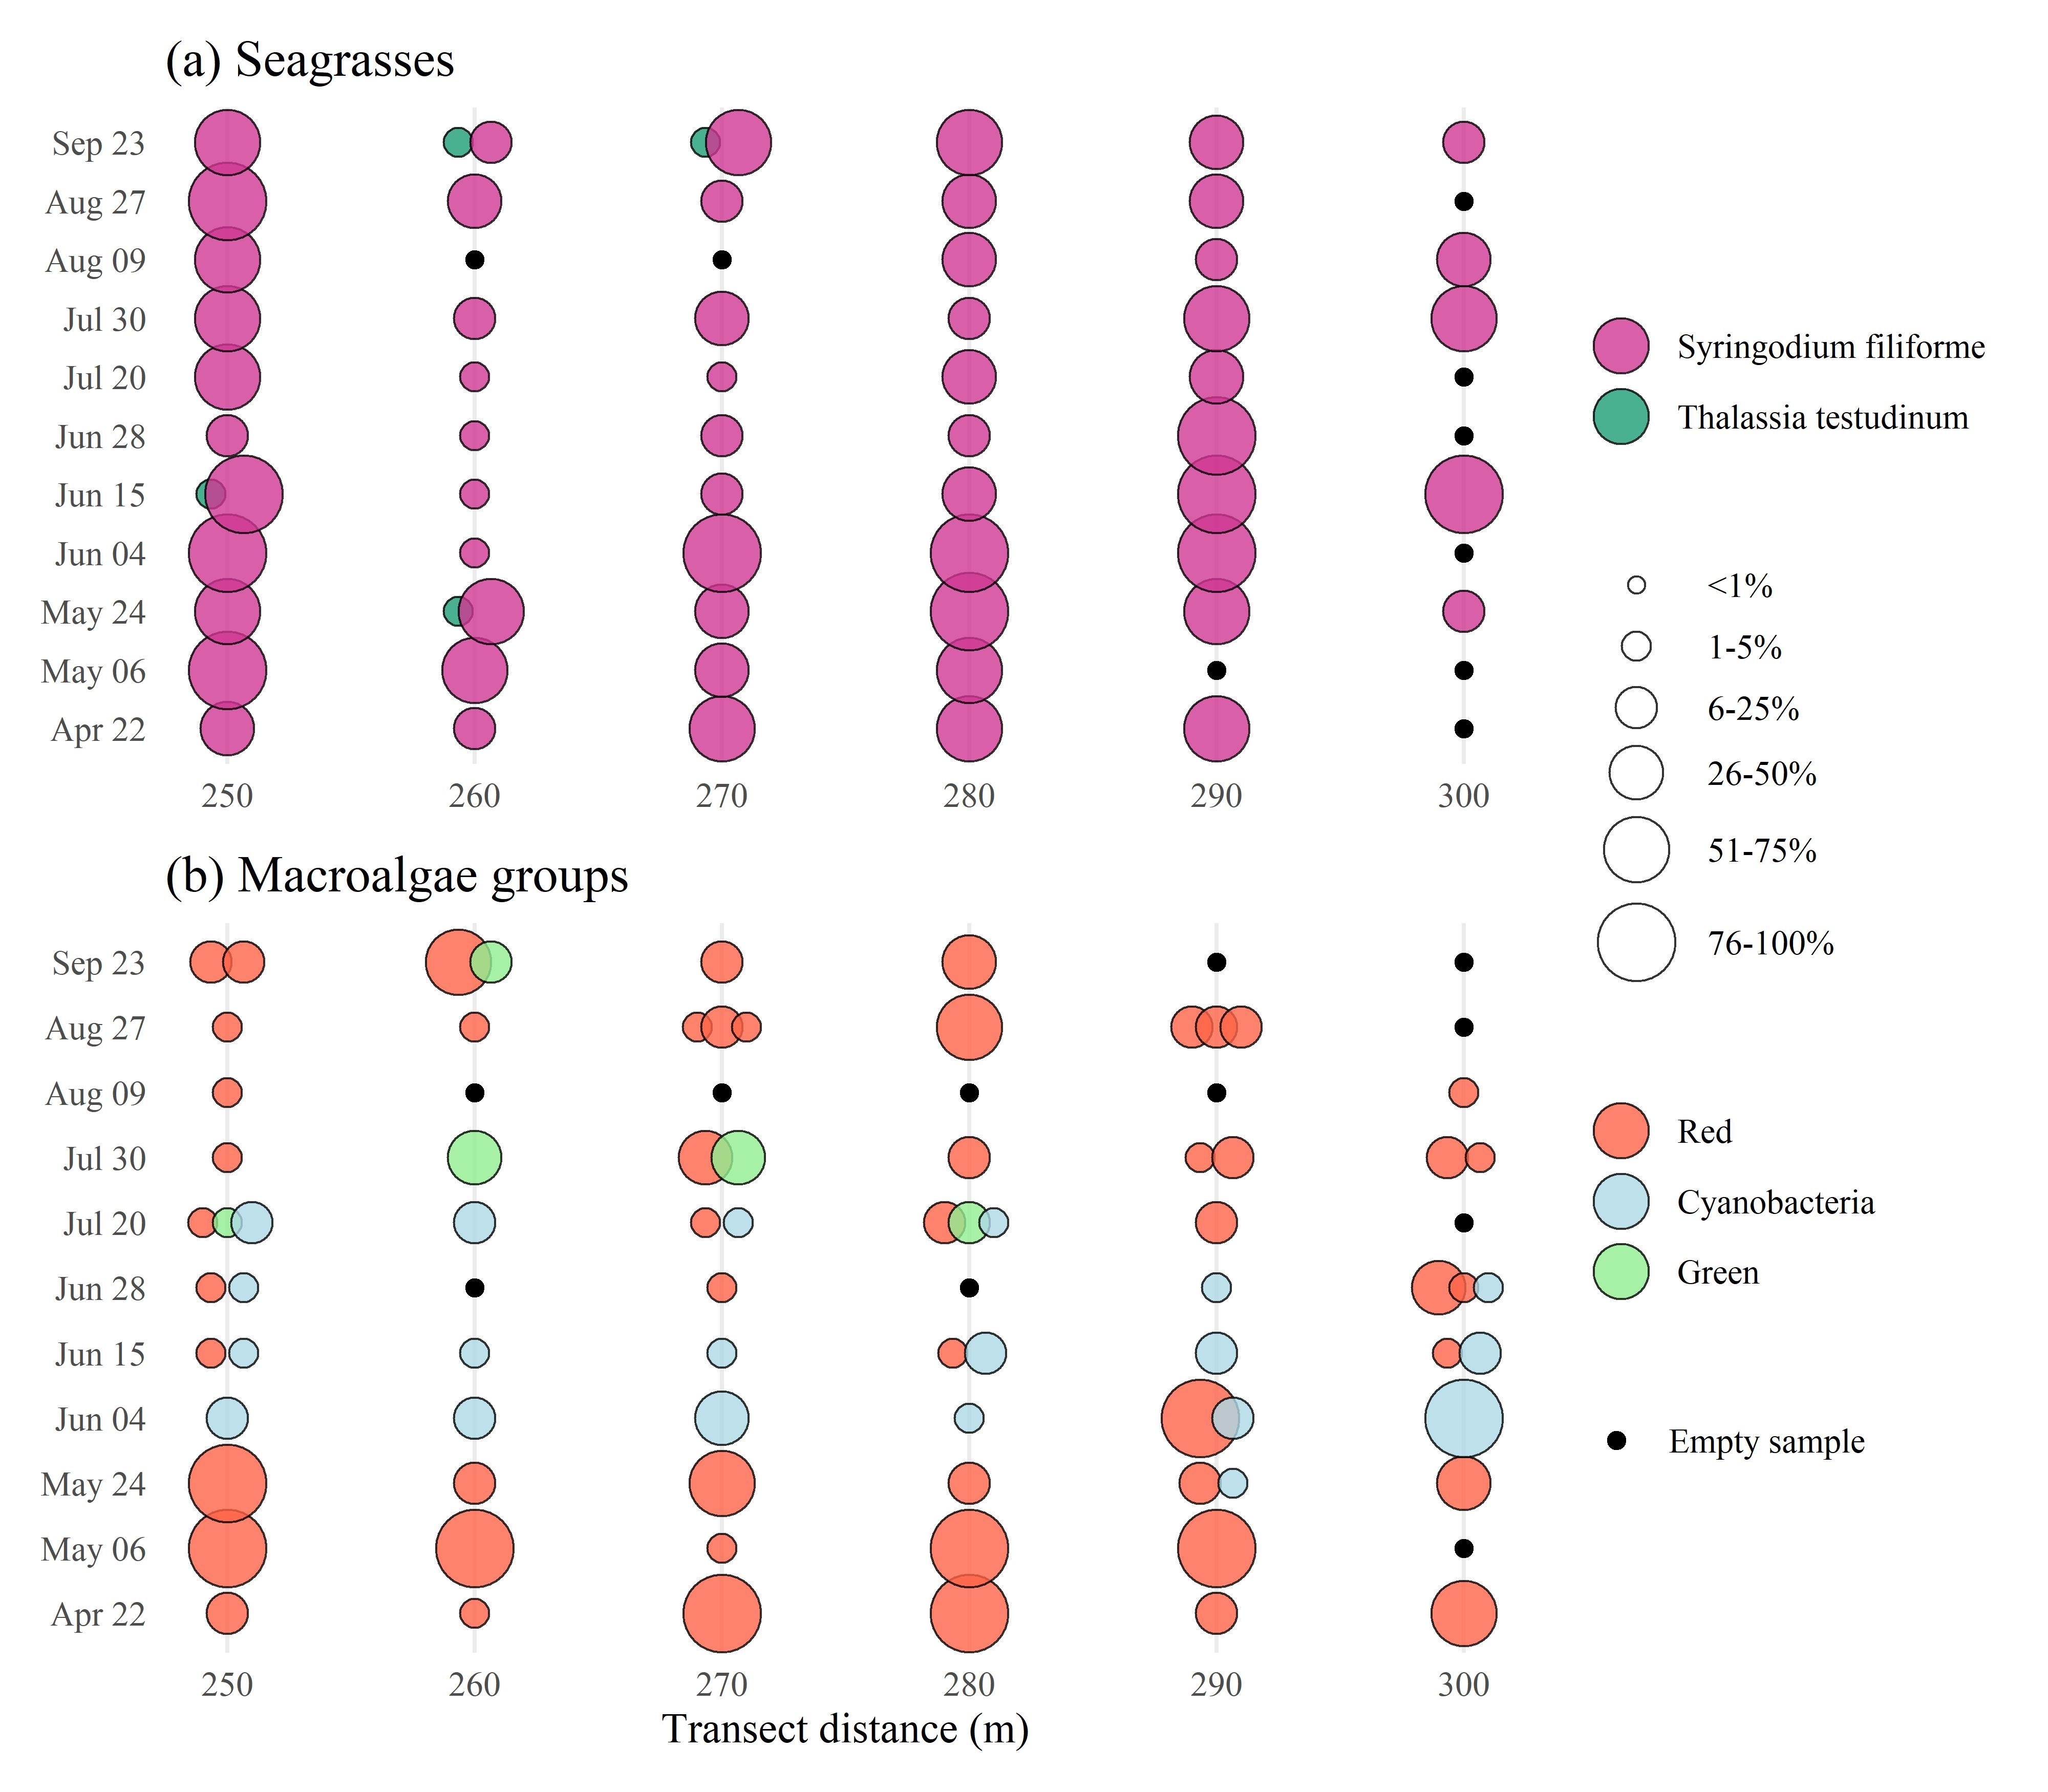 (a) Seagrasses
Sep 23
Aug 27
Aug 09
Jul 30
Jul 20
Jun 28
Jun 15
Jun 04
May 24
May 06
Apr 22
250 260 270 280 290 300
(b) Macroalgae groups
Sep 23
Aug 27
Aug 09
Jul 30
Jul 20
Jun 28
Jun 15
Jun 04
May 24
May 06
Apr 22
250 260 270 280 290 300
Transect distance (m)
Syringodium filiforme
Thalassia testudinum
<1%
1-5%
6-25%
26-50%
51-75%
76-100%
Red
Cyanobacteria
Green
Empty sample